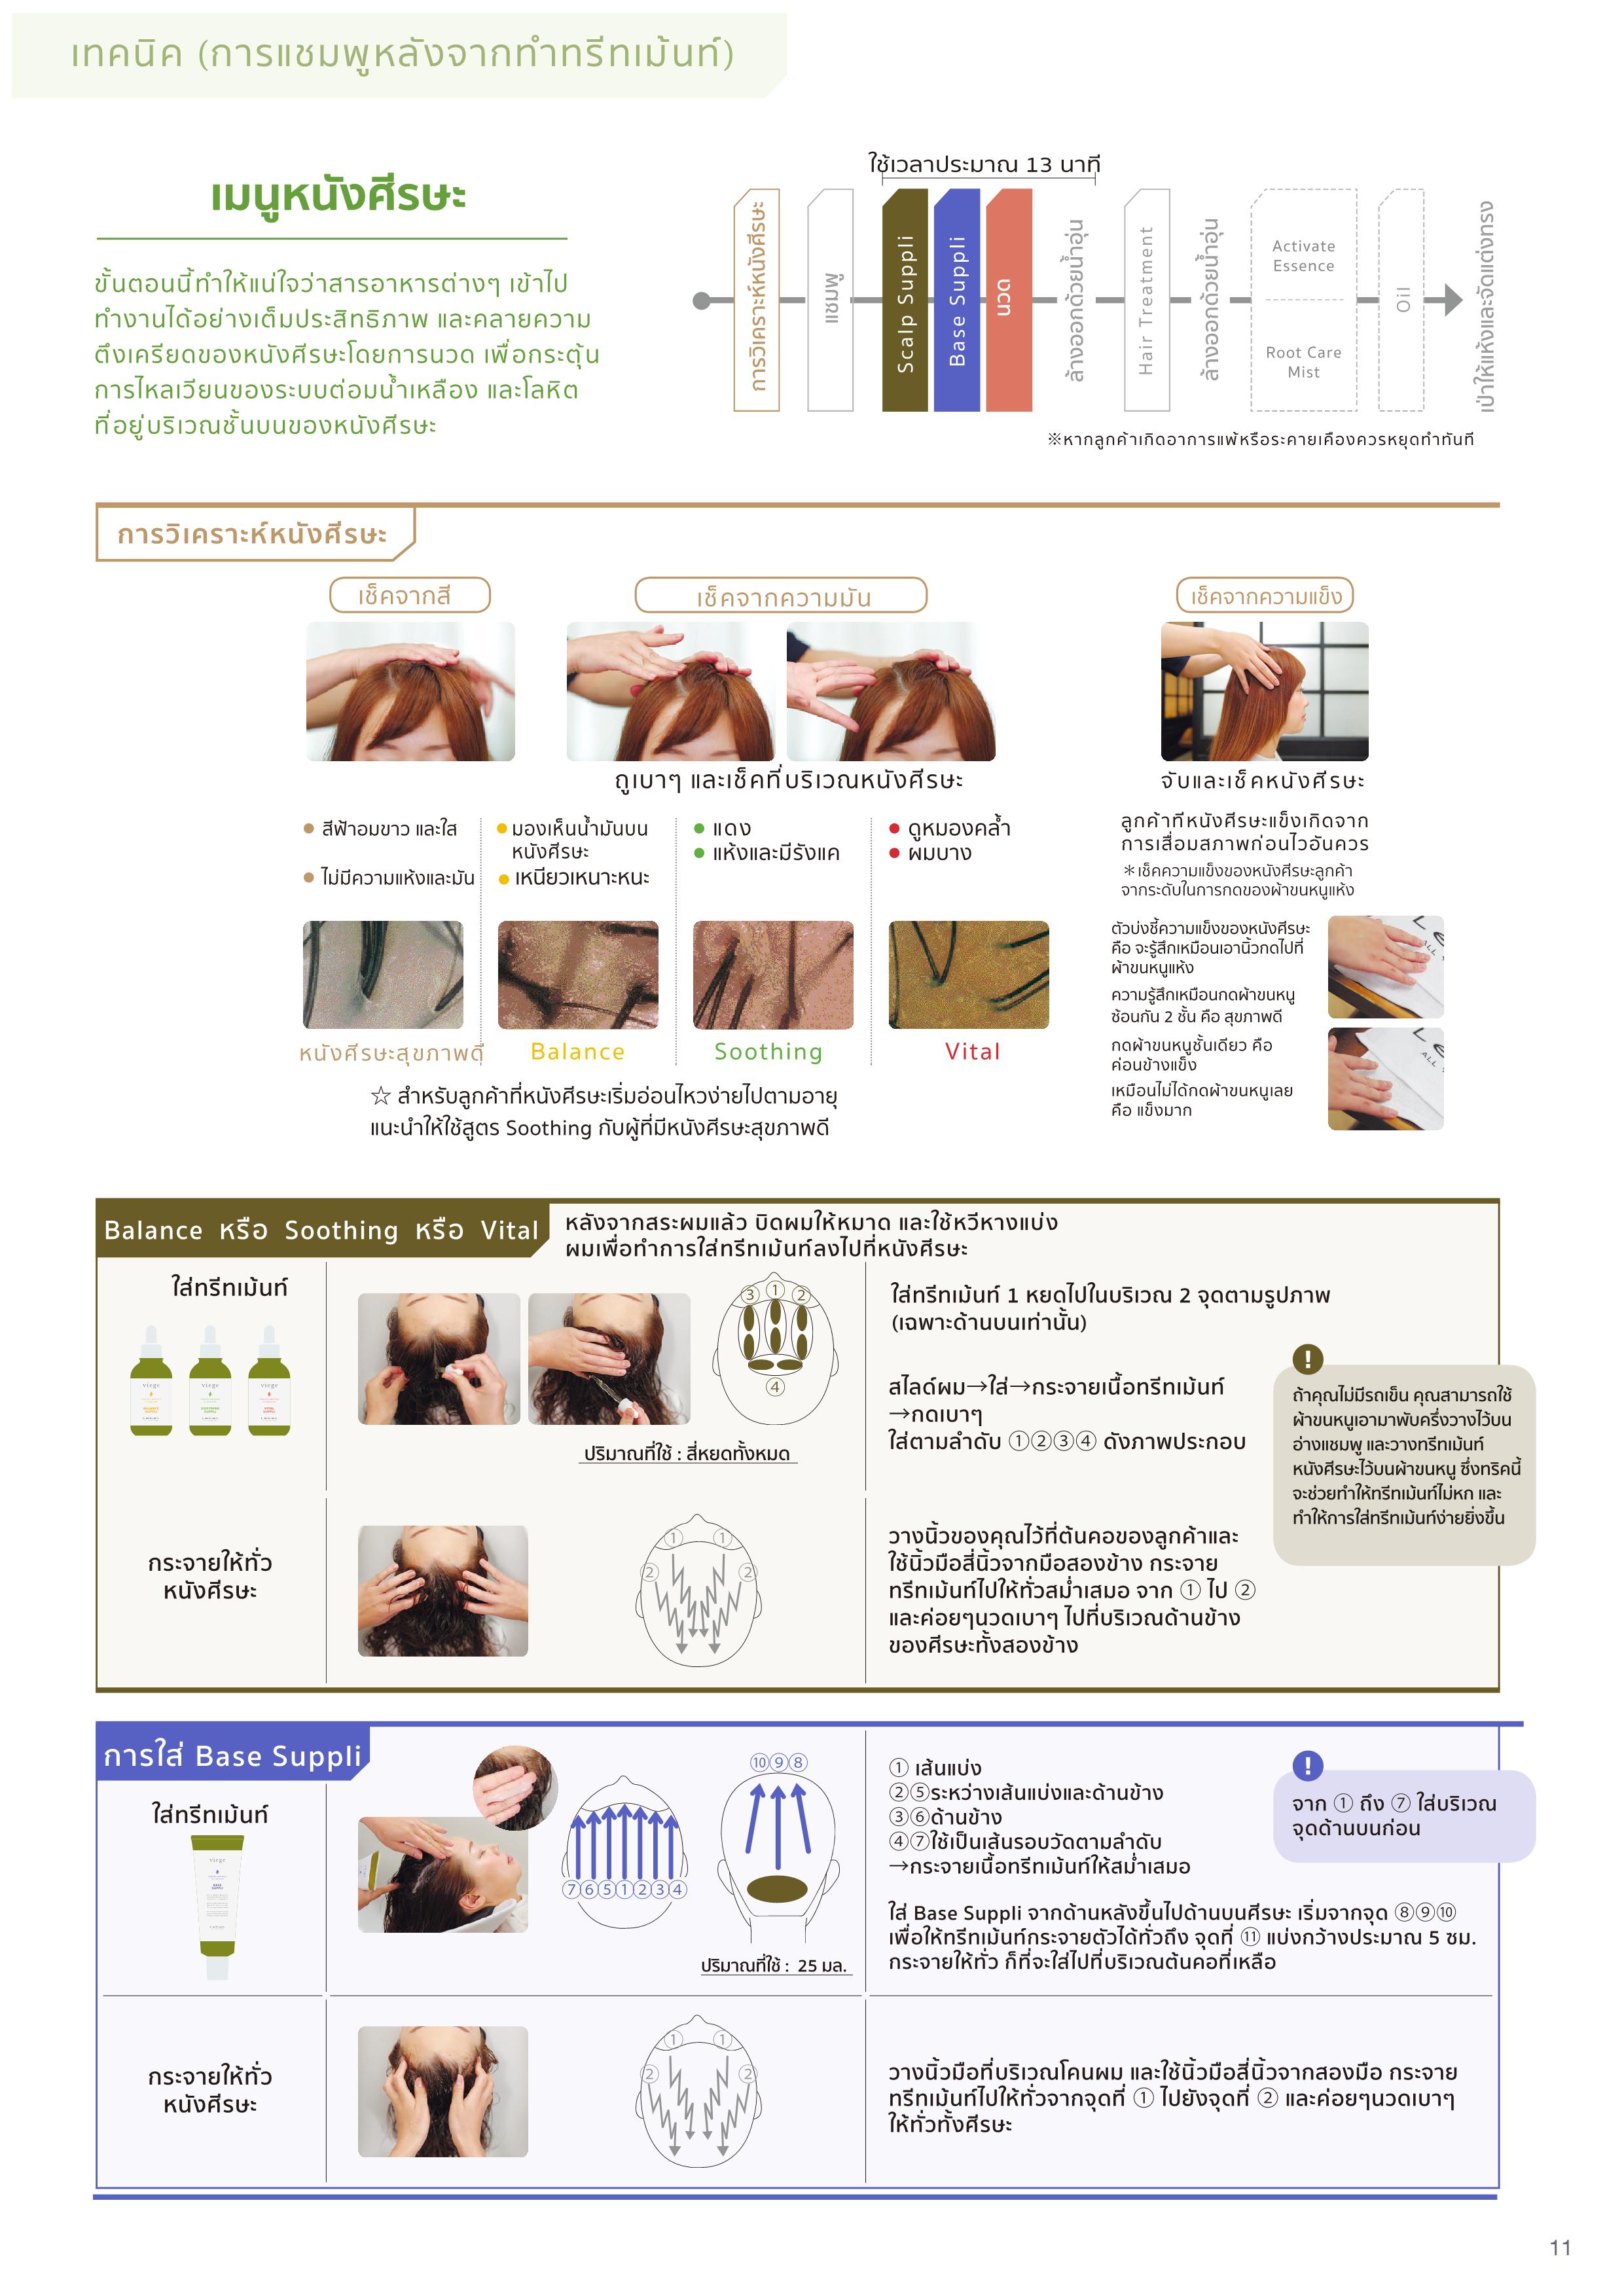 เทคนิค (การแชมพูหลังจากทำทรีทเม้นท์)
เมนูหนังศีรษะ
ขั้นตอนนี้ทำให้แน่ใจว่าสารอาหารต่างๆ เข้าไป
ทำงานได้อย่างเต็มประสิทธิภาพ และคลายความ
ตึงเครียดของหนังศีรษะโดยการนวด เพื่อกระตุ้น
การไหลเวียนของระบบต่อมน้ำเหลือง และโลหิต
ที่อยู่บริเวณชั้นบนของหนังศีรษะ
ใช้เวลาประมาณ 13 นาที
การวิเคราะห์หนังศีรษะ
แชมพู
Scalp Suppli
Base Suppli
นวด
ล้างออกด้วยน้ำอุ่น
Hair Treatment
ล้างออกด้วยน้ำอุ่น
Activate
Essence
Root Care
Mist
Oil
เป่าให้แห้งและจัดแต่งทรง
※หากลูกค้าเกิดอาการแพ้หรือระคายเคืองควรหยุดทำทันที
การวิเคราะห์หนังศีรษะ
เช็คจากสี
เช็คจากความมัน
เช็คจากความแข็ง
ถูเบาๆ และเช็คที่บริเวณหนังศีรษะ
จับและเช็คหนังศีรษะ
● สีฟ้าอมขาว และใส
● ไม่มีความแห้งและมัน
● มองเห็นน้ำมันบน
หนังศีรษะ
● เหนียวเหนาะหนะ
● แดง
● แห้งและมีรังแค
● ดูหมองคล้ำ
● ผมบาง
หนังศีรษะสุขภาพดี
Balance
Soothing
Vital
☆ สำหรับลูกค้าที่หนังศีรษะเริ่มอ่อนไหวง่ายไปตามอายุ
แนะนำให้ใช้สูตร Soothing กับผู้ที่มีหนังศีรษะสุขภาพดี
ลูกค้าทีหนังศีรษะแข็งเกิดจาก
การเสื่อมสภาพก่อนไวอันควร
＊เช็คความแข็งของหนังศีรษะลูกค้า
จากระดับในการกดของผ้าขนหนูแห้ง
ตัวบ่งชี้ความแข็งของหนังศีรษะ
คือ จะรู้สึกเหมือนเอานิ้วกดไปที่
ผ้าขนหนูแห้ง
ความรู้สึกเหมือนกดผ้าขนหนู
ซ้อนกัน 2 ชั้น คือ สุขภาพดี
กดผ้าขนหนูชั้นเดียว คือ
ค่อนข้างแข็ง
เหมือนไม่ได้กดผ้าขนหนูเลย
คือ แข็งมาก
ALL
Balance หรือ Soothing หรือ Vital
หลังจากสระผมแล้ว บิดผมให้หมาด และใช้หวีหางแบ่ง
ผมเพื่อทำการใส่ทรีทเม้นท์ลงไปที่หนังศีรษะ
ใส่ทรีทเม้นท์
viege
viege
viege
③ ① ②
④
ปริมาณที่ใช้ : สี่หยดทั้งหมด
ใส่ทรีทเม้นท์ 1 หยดไปในบริเวณ 2 จุดตามรูปภาพ
(เฉพาะด้านบนเท่านั้น)
สไลด์ผม→ใส่→กระจายเนื้อทรีทเม้นท์
→กดเบาๆ
ใส่ตามลำดับ ①②③④ ดังภาพประกอบ
!
ถ้าคุณไม่มีรถเข็น คุณสามารถใช้
ผ้าขนหนูเอามาพับครึ่งวางไว้บน
อ่างแชมพู และวางทรีทเม้นท์
หนังศีรษะไว้บนผ้าขนหนู ซึ่งทริคนี้
จะช่วยทำให้ทรีทเม้นท์ไม่หก และ
ทำให้การใส่ทรีทเม้นท์ง่ายยิ่งขึ้น
กระจายให้ทั่ว
หนังศีรษะ
① ①
② ②
วางนิ้วของคุณไว้ที่ต้นคอของลูกค้าและ
ใช้นิ้วมือสี่นิ้วจากมือสองข้าง กระจาย
ทรีทเม้นท์ไปให้ทั่วสม่ำเสมอ จาก ① ไป ②
และค่อยๆนวดเบาๆ ไปที่บริเวณด้านข้าง
ของศีรษะทั้งสองข้าง
การใส่ Base Suppli
ใส่ทรีทเม้นท์
viege
⑦⑥⑤①②③④
⑩⑨⑧
ปริมาณที่ใช้ : 25 มล.
① เส้นแบ่ง
②⑤ระหว่างเส้นแบ่งและด้านข้าง
③⑥ด้านข้าง
④⑦ใช้เป็นเส้นรอบวัดตามลำดับ
→กระจายเนื้อทรีทเม้นท์ให้สม่ำเสมอ
ใส่ Base Suppli จากด้านหลังขึ้นไปด้านบนศีรษะ เริ่มจากจุด ⑧⑨⑩
เพื่อให้ทรีทเม้นท์กระจายตัวได้ทั่วถึง จุดที่ ⑪ แบ่งกว้างประมาณ 5 ซม.
กระจายให้ทั่ว ก็ที่จะใส่ไปที่บริเวณต้นคอที่เหลือ
!
จาก ① ถึง ⑦ ใส่บริเวณ
จุดด้านบนก่อน
กระจายให้ทั่ว
หนังศีรษะ
① ①
② ②
วางนิ้วมือที่บริเวณโคนผม และใช้นิ้วมือสี่นิ้วจากสองมือ กระจาย
ทรีทเม้นท์ไปให้ทั่วจากจุดที่ ① ไปยังจุดที่ ② และค่อยๆนวดเบาๆ
ให้ทั่วทั้งศีรษะ
11